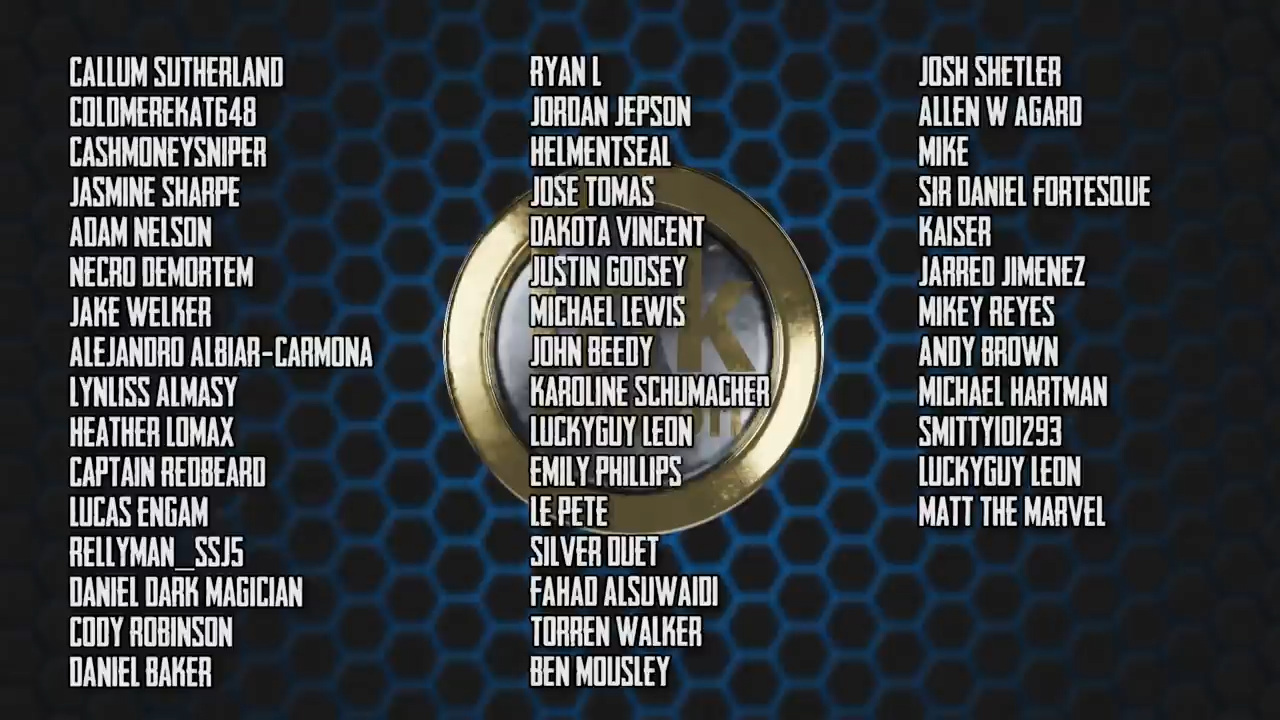 CALLUM SUTHERLAND
COLDMEREKAT648
CASHMONEYSNIPER
JASMINE SHARPE
ADAM NELSON
NECRO DEMORTEM
JAKE WELKER
ALEJANDRO ALBIAR-CARMONA
LYNLISS ALMASY
HEATHER LOMAX
CAPTAIN REDBEARD
LUCAS ENGAM
RELLYMAN_SSJ5
DANIEL DARK MAGICIAN
CODY ROBINSON
DANIEL BAKER
RYAN L
JORDAN JEPSON
HELMENTSEAL
JOSE TOMAS
DAKOTA VINCENT
JUSTIN GODSEY
MICHAEL LEWIS
JOHN BEEDY
KAROLINE SCHUMACHER
LUCKYGUY LEON
EMILY PHILLIPS
LE PETE
SILVER DUET
FAHAD ALSUWAIDI
TORREN WALKER
BEN MOUSLEY
JOSH SHETLER
ALLEN W AGARD
MIKE
SIR DANIEL FORTESQUE
KAISER
JARRED JIMENEZ
MIKEY REYES
ANDY BROWN
MICHAEL HARTMAN
SMITTY101293
LUCKYGUY LEON
MATT THE MARVEL